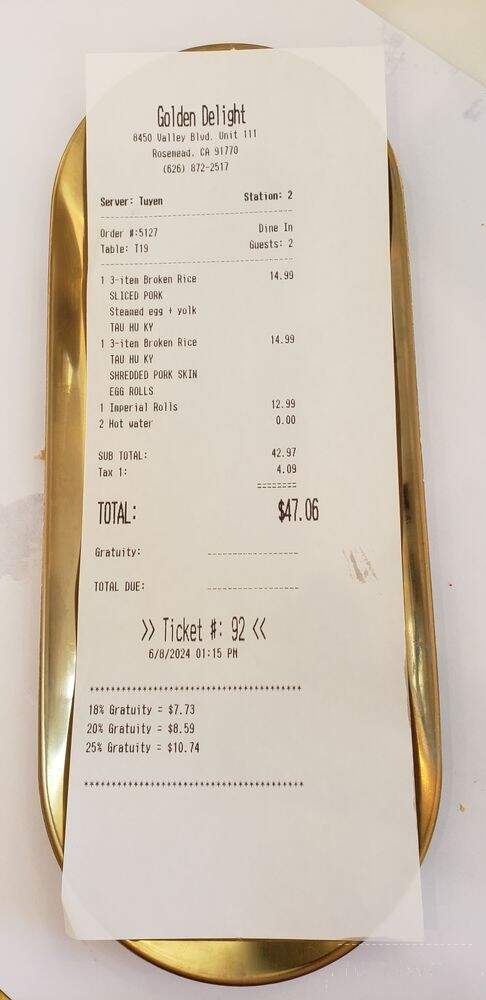 Golden Delight
8450 Valley Blvd. Unit 111
Rosemead, CA 91770
(626) 872-2517
Server: Tuyen Station: 2
Order #:5127 Dine In
Table: T19 Guests: 2
1 3-item Broken Rice 14.99
SLICED PORK
Steamed egg + yolk
TAU HU KY
1 3-item Broken Rice 14.99
TAU HU KY
SHREDDED PORK SKIN
EGG ROLLS
1 Imperial Rolls 12.99
2 Hot water 0.00
SUB TOTAL: 42.97
Tax 1: 4.09
========
TOTAL: $47.06
Gratuity: ________________
TOTAL DUE: ________________
>> Ticket #: 92 <<
6/8/2024 01:15 PM
****************************************
18% Gratuity = $7.73
20% Gratuity = $8.59
25% Gratuity = $10.74
****************************************